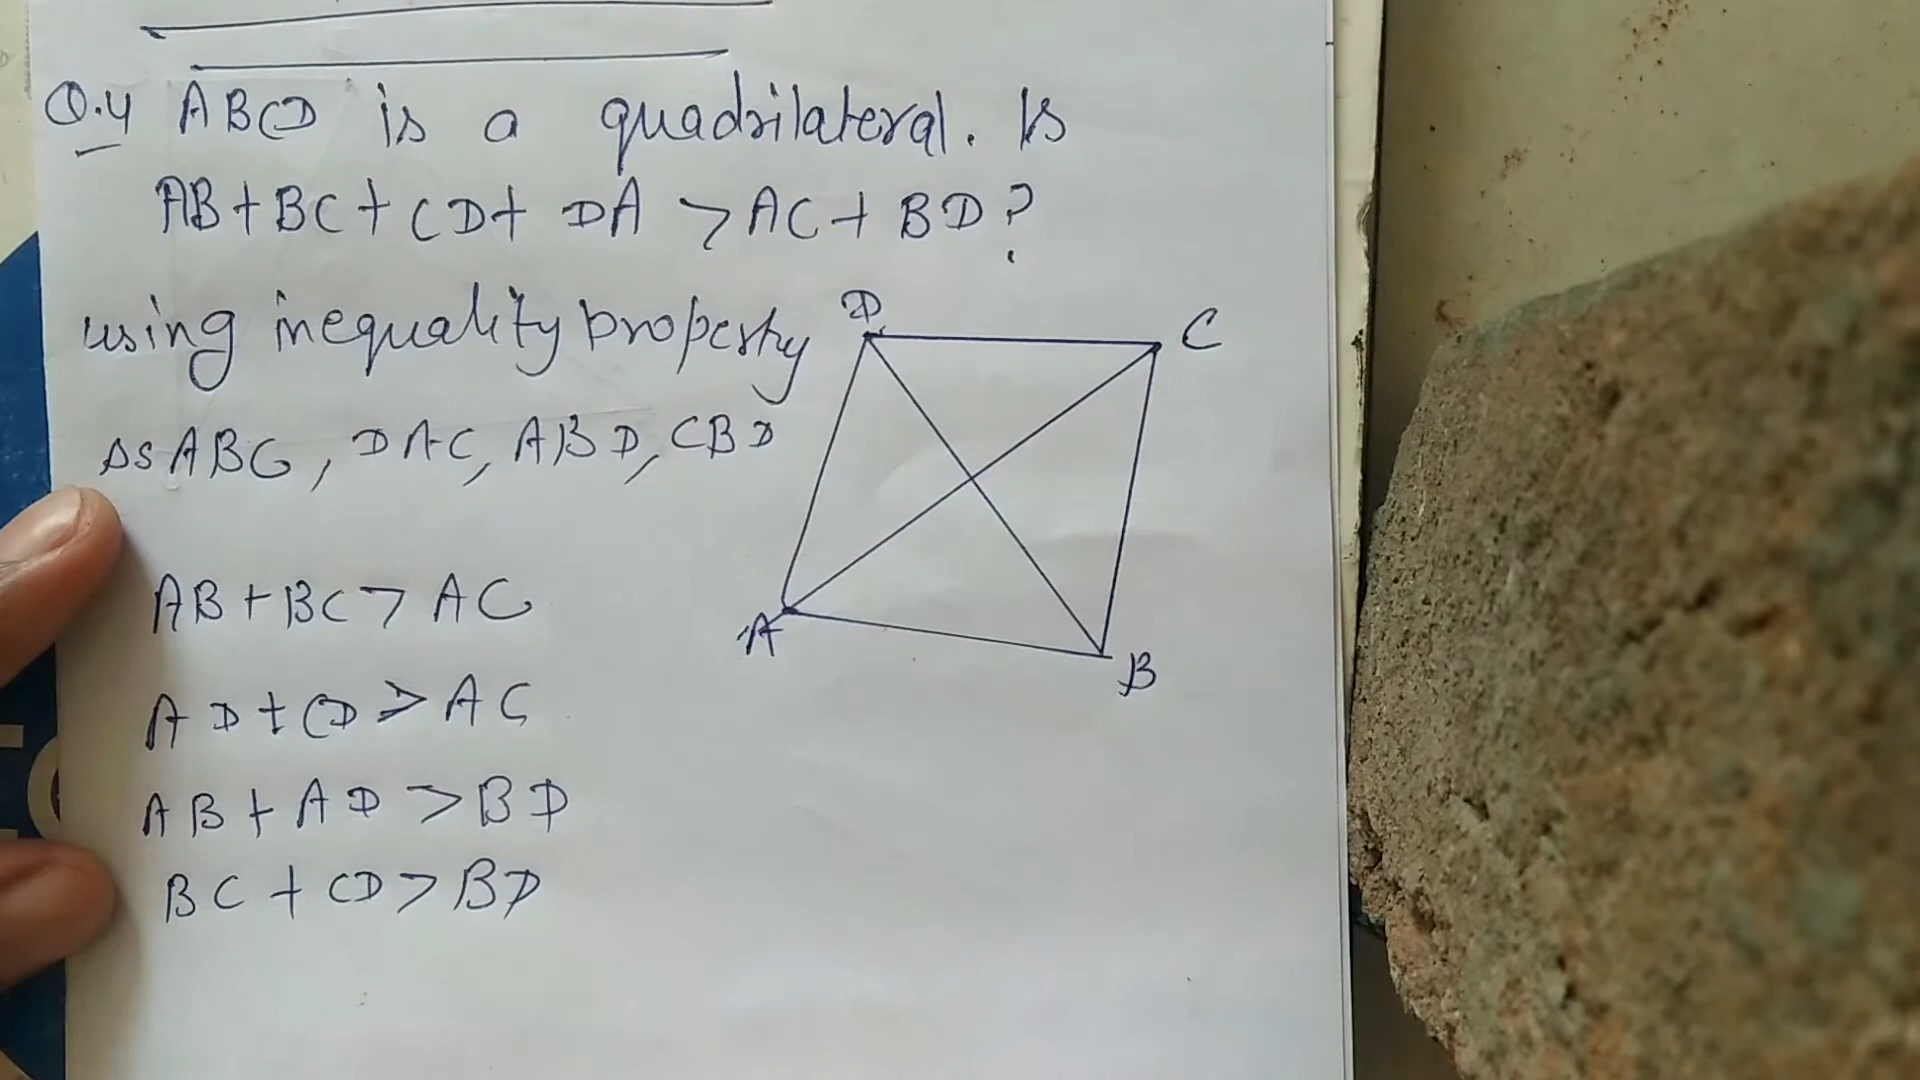 Q.4 ABCD is a quadrilateral. Is
AB+BC+CD+ DA > AC+ BD?
using inequality property
Δs ABC, DAC, ABD, CBD
AB+BC > AC
AD+CD > AC
AB+AD > BD
BC+CD > BD
D
C
A
B